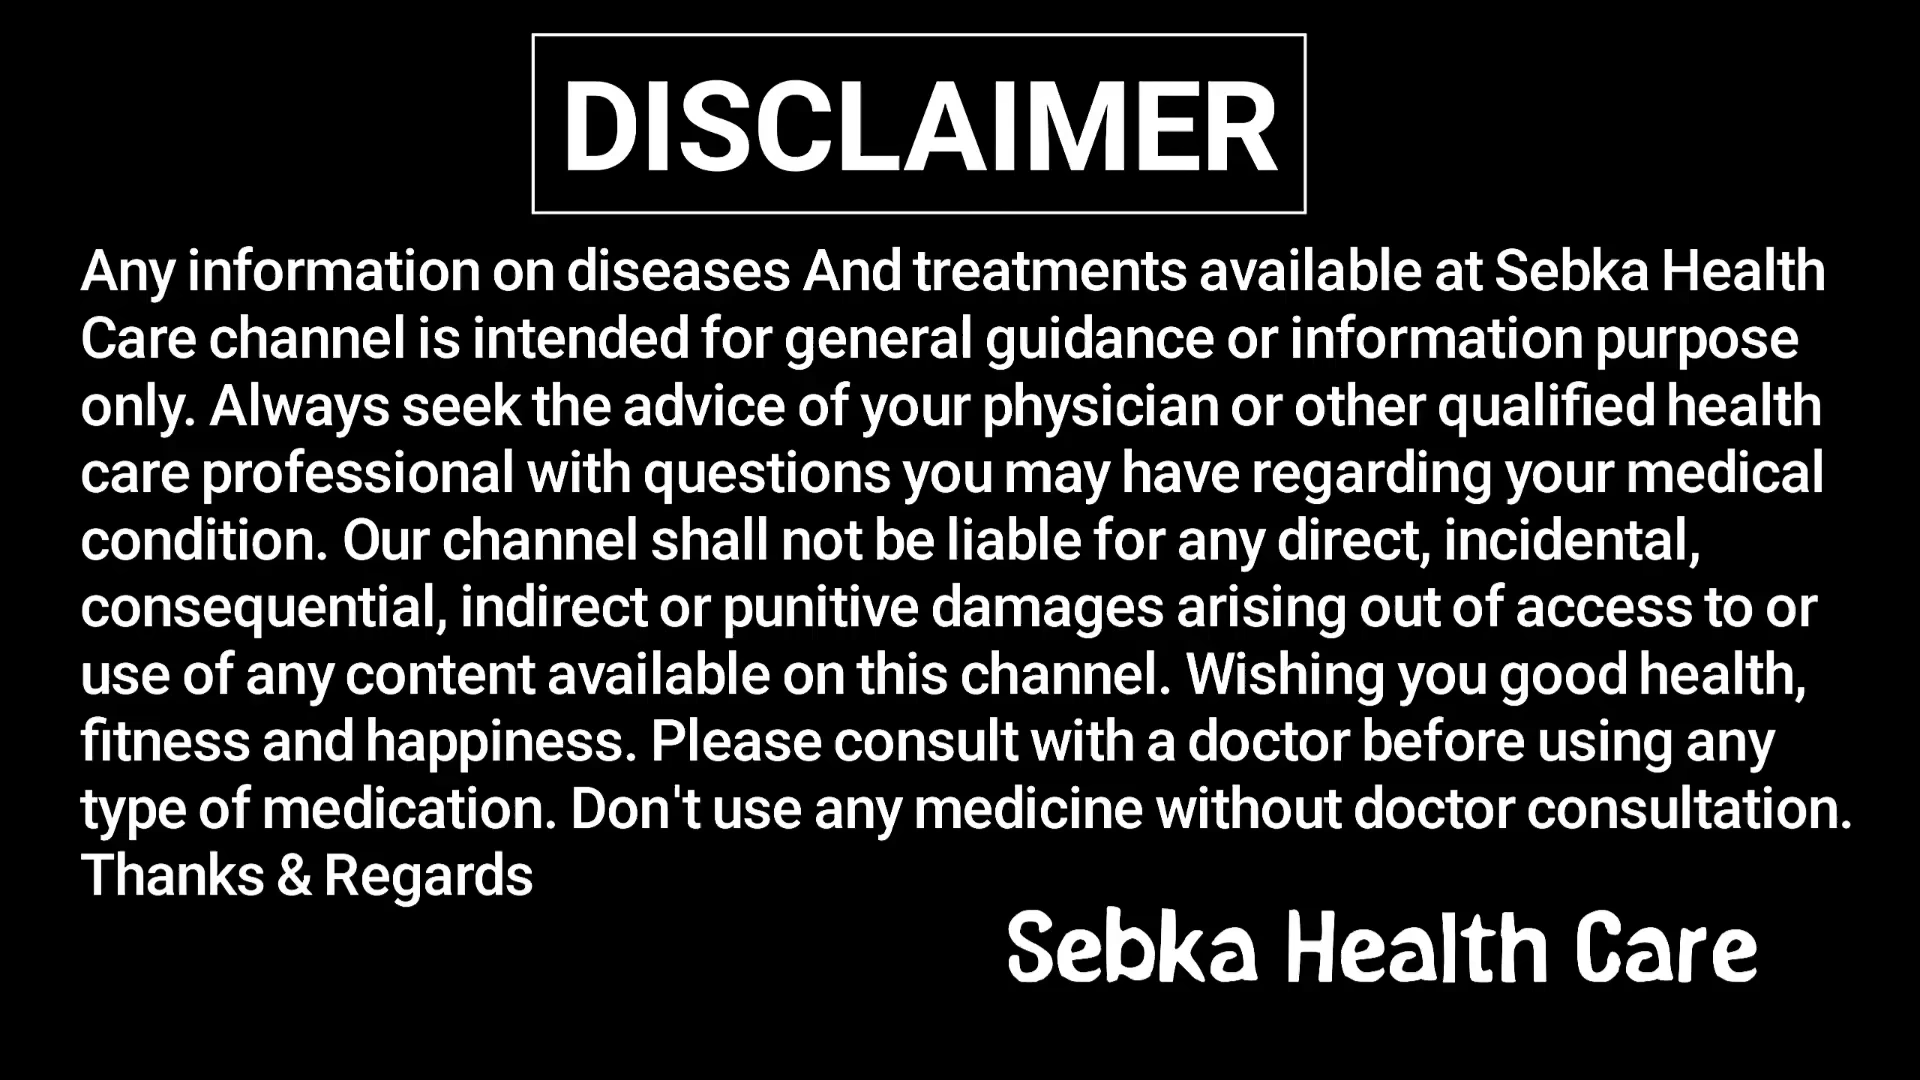 DISCLAIMER
Any information on diseases And treatments available at Sebka Health
Care channel is intended for general guidance or information purpose
only. Always seek the advice of your physician or other qualified health
care professional with questions you may have regarding your medical
condition. Our channel shall not be liable for any direct, incidental,
consequential, indirect or punitive damages arising out of access to or
use of any content available on this channel. Wishing you good health,
fitness and happiness. Please consult with a doctor before using any
type of medication. Don't use any medicine without doctor consultation.
Thanks & Regards
Sebka Health Care